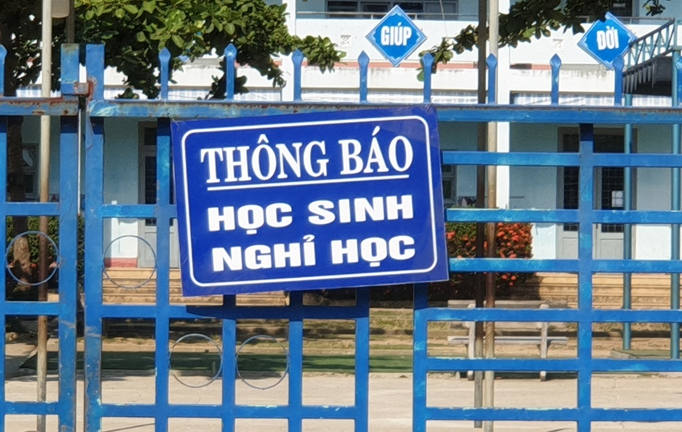 GIÚP
ĐỜI
THÔNG BÁO
HỌC SINH
NGHỈ HỌC